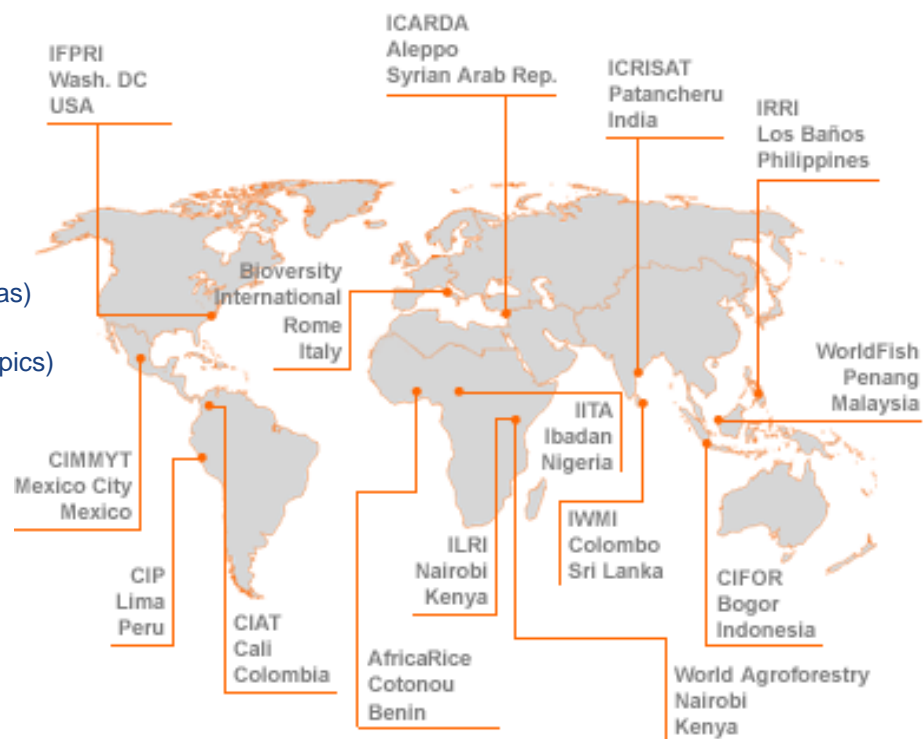 ICARDA
Aleppo
Syrian Arab Rep.
IFPRI
Wash. DC
USA
ICRISAT
Patancheru
India
IRRI
Los Baños
Philippines
as)
pics)
Bioversity
International
Rome
Italy
WorldFish
Penang
Malaysia
IITA
Ibadan
Nigeria
CIMMYT
Mexico City
Mexico
IWMI
Colombo
Sri Lanka
ILRI
Nairobi
Kenya
CIP
Lima
Peru
CIFOR
Bogor
Indonesia
CIAT
Cali
Colombia
AfricaRice
Cotonou
Benin
World Agroforestry
Nairobi
Kenya